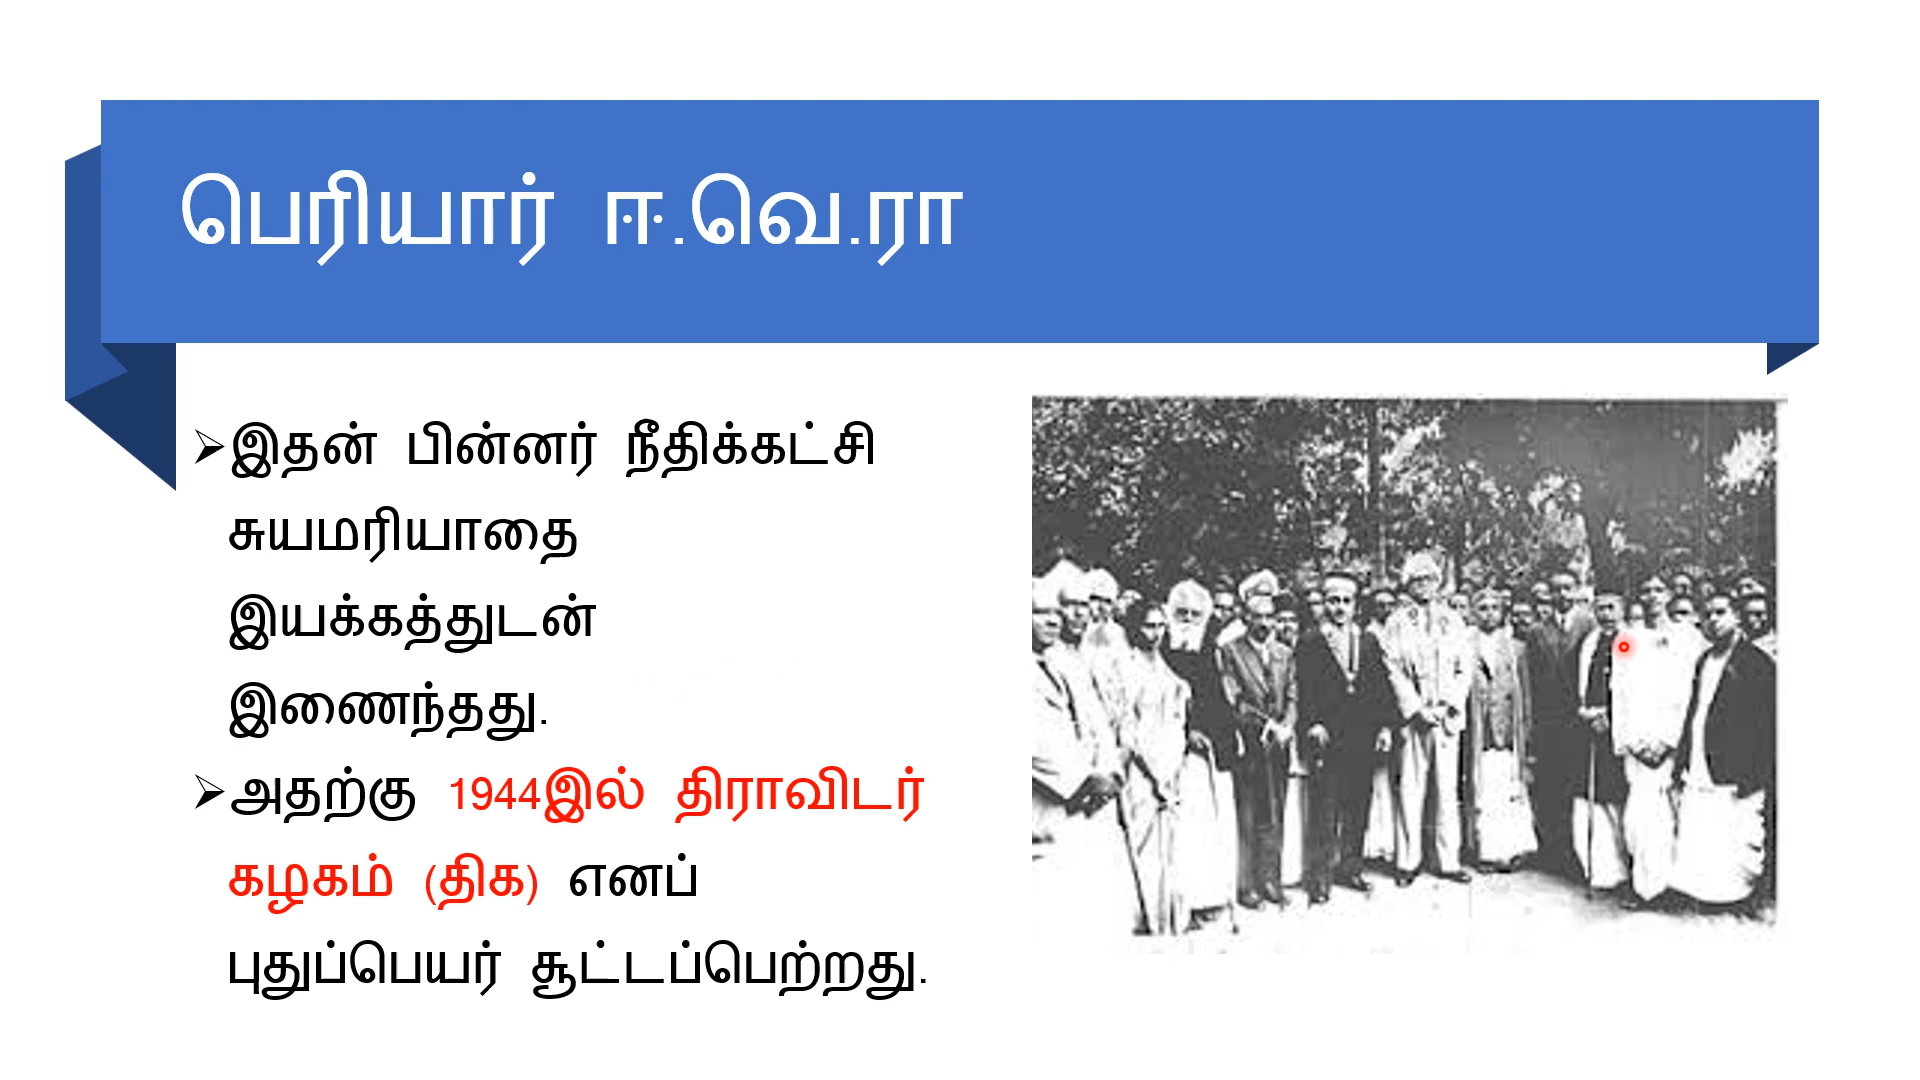 பெரியார் ஈ.வெ.ரா
➢இதன் பின்னர் நீதிக்கட்சி
சுயமரியாதை
இயக்கத்துடன்
இணைந்தது.
➢அதற்கு 1944இல் திராவிடர்
கழகம் (திக) எனப்
புதுப்பெயர் சூட்டப்பெற்றது.